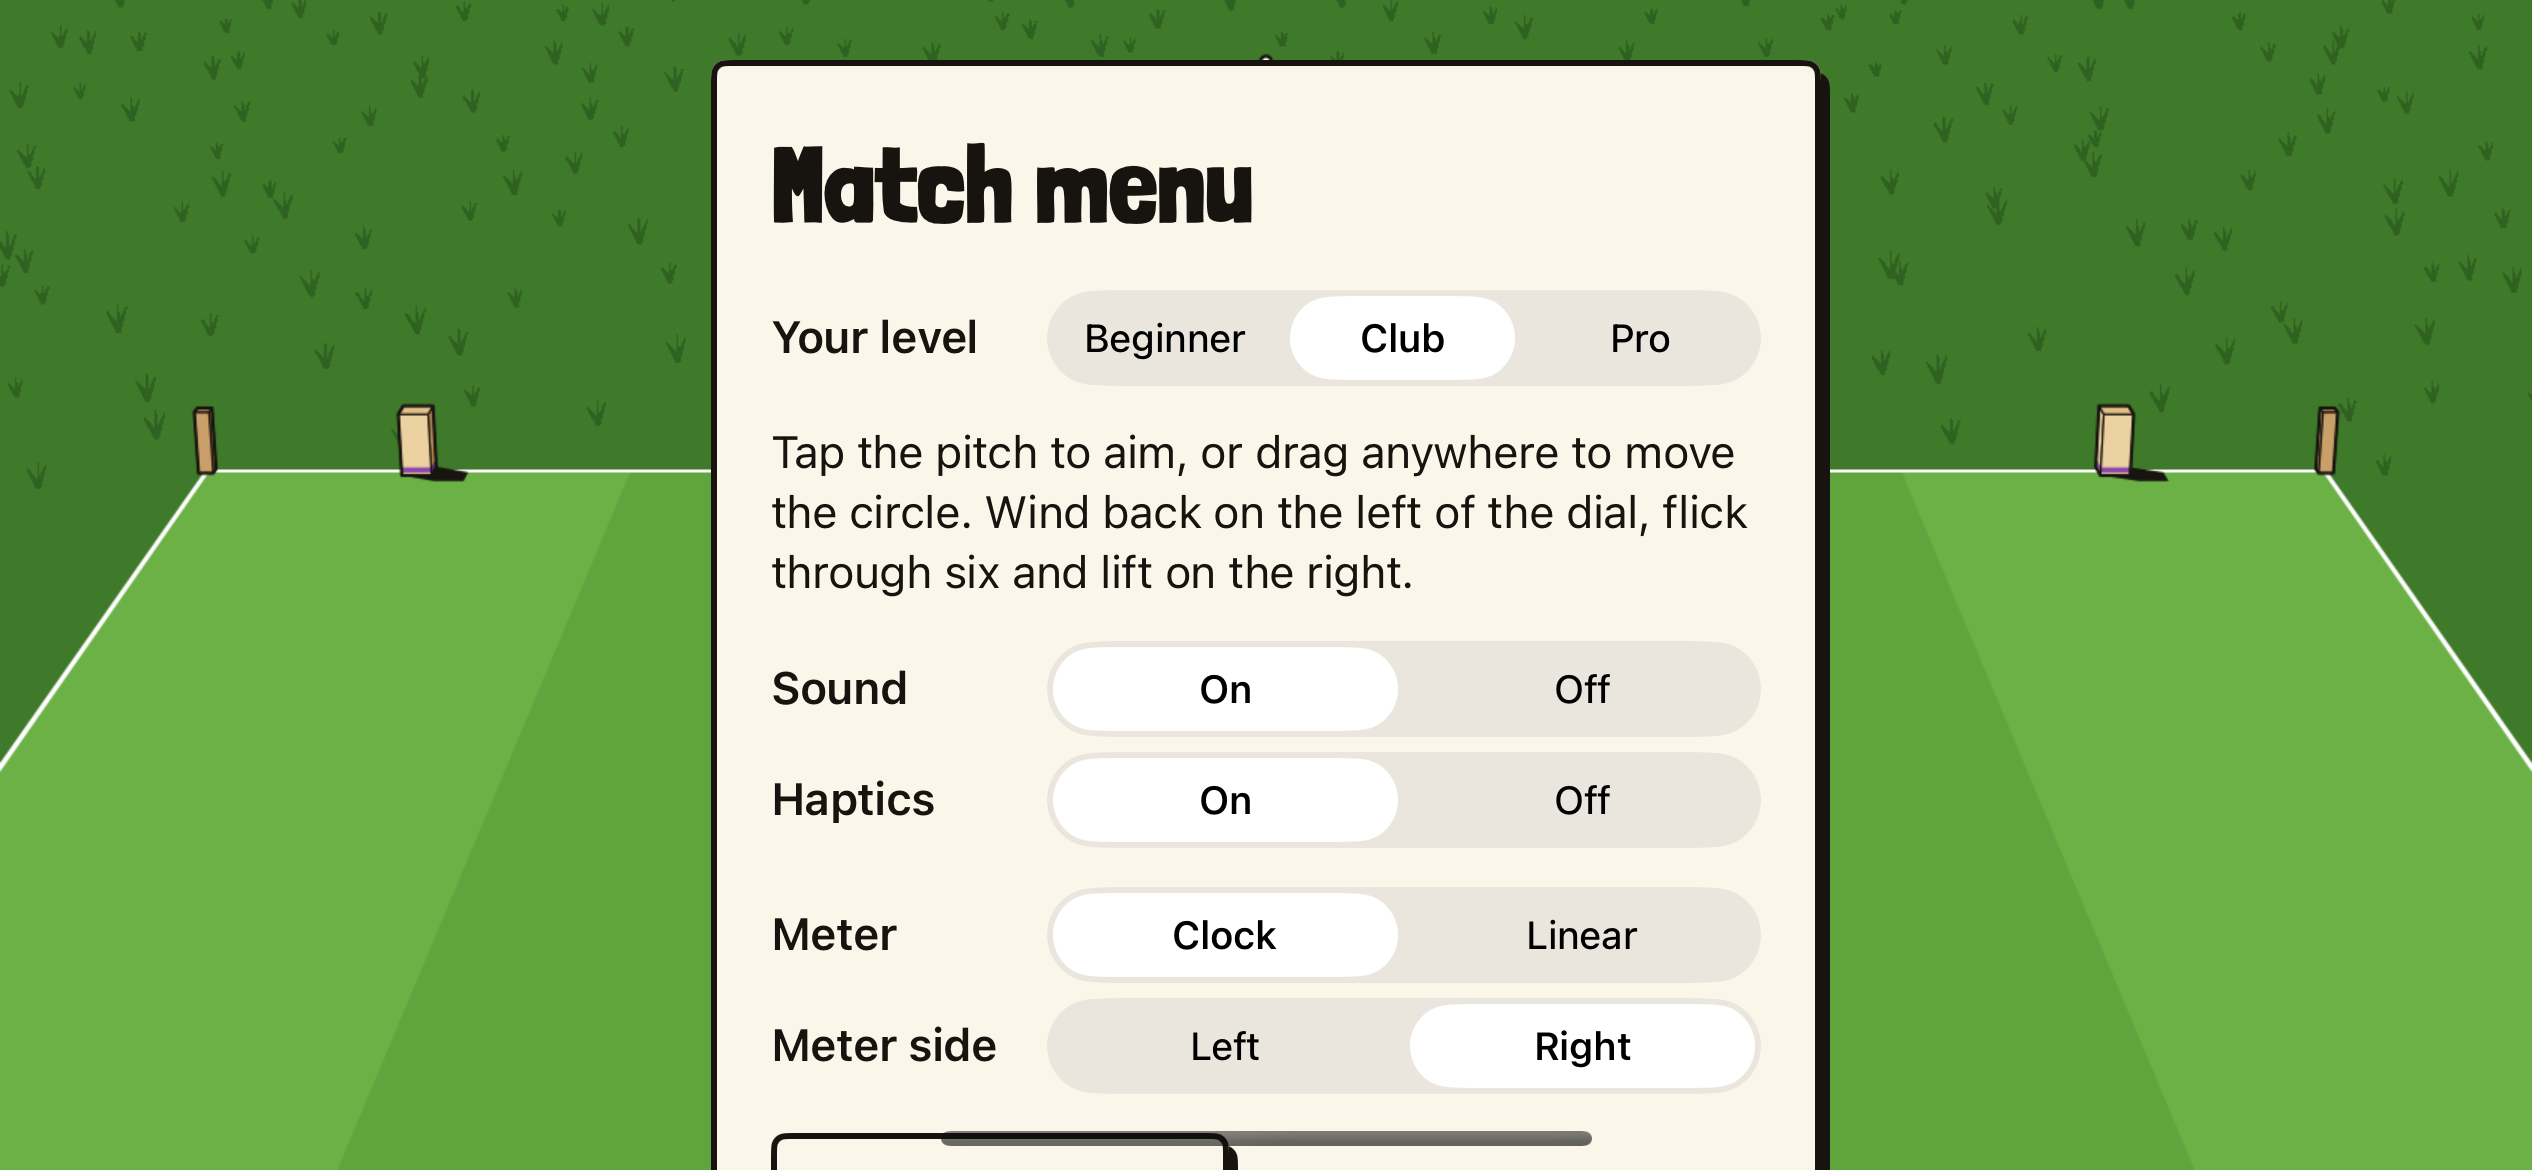 Match menu
Your level Beginner Club Pro
Tap the pitch to aim, or drag anywhere to move
the circle. Wind back on the left of the dial, flick
through six and lift on the right.
Sound On Off
Haptics On Off
Meter Clock Linear
Meter side Left Right